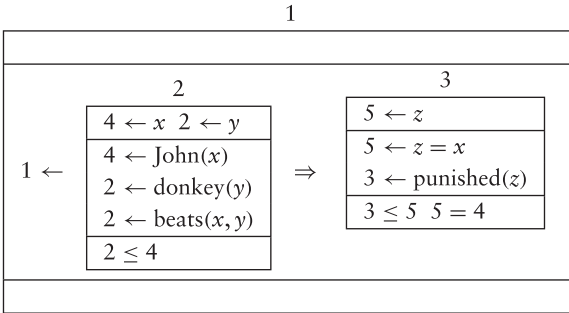 1
2
3
4 ← x 2 ← y
5 ← z
4 ← John(x)
5 ← z = x
1 ←
2 ← donkey(y)
⇒
3 ← punished(z)
2 ← beats(x, y)
3 ≤ 5 5 = 4
2 ≤ 4